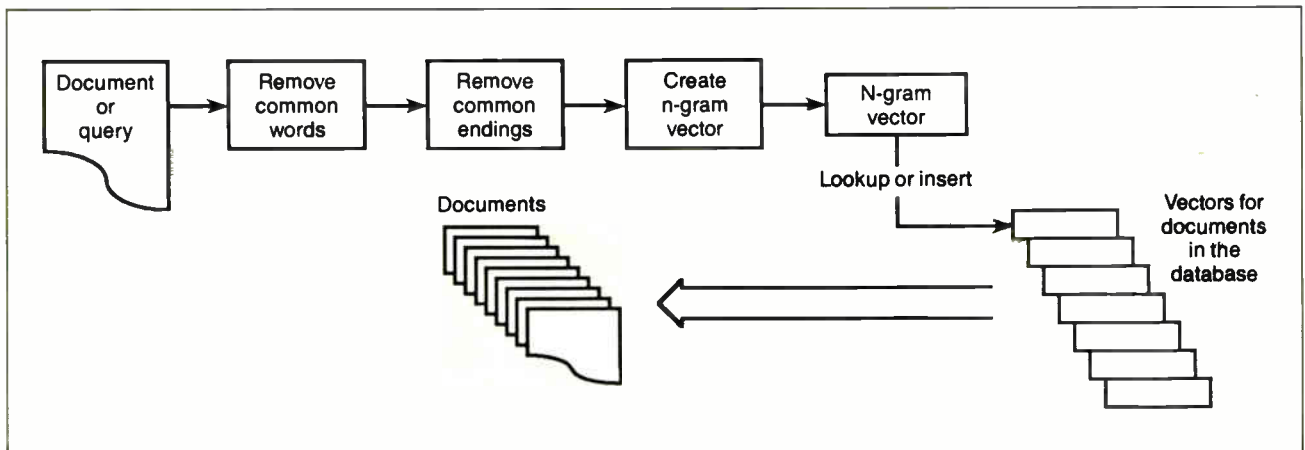 Document
or
query
Remove
common
words
Remove
common
endings
Create
n-gram
vector
N-gram
vector
Lookup or insert
Documents
Vectors for
documents
in the
database